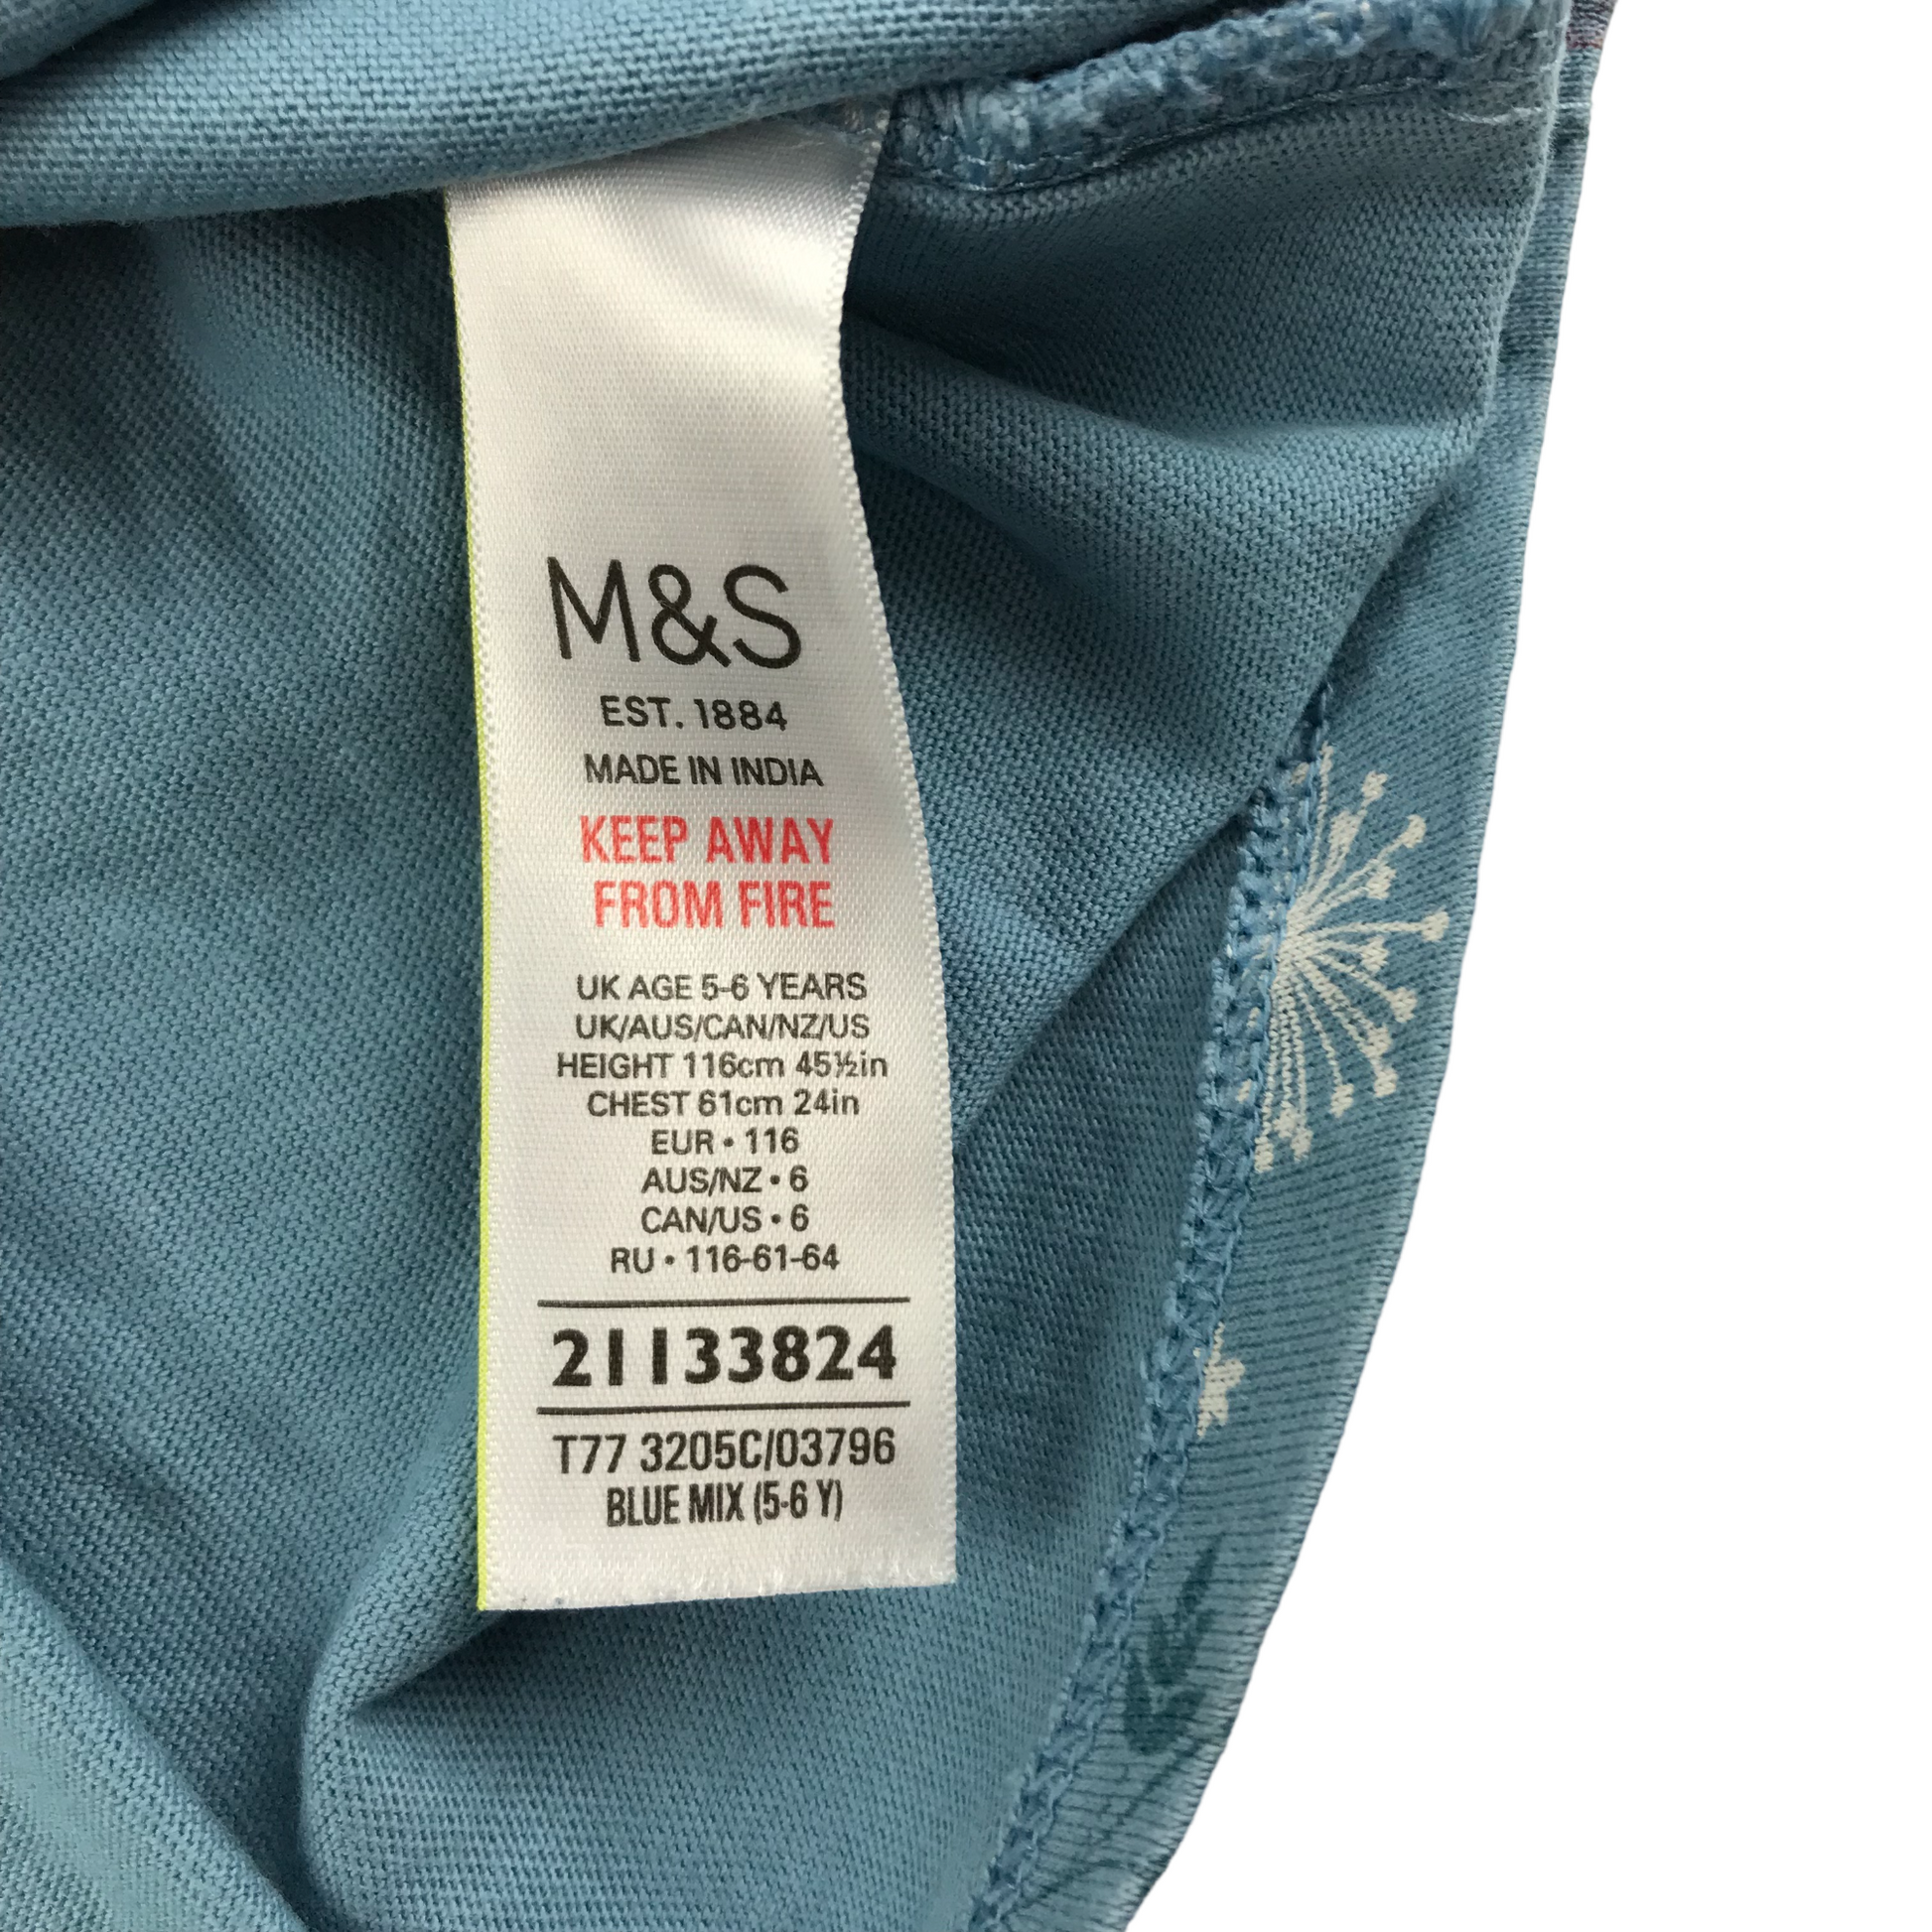 M&S
EST. 1884
MADE IN INDIA
KEEP AWAY
FROM FIRE
UK AGE 5-6 YEARS
UK/AUS/CAN/NZ/US
HEIGHT 116cm 45½in
CHEST 61cm 24in
EUR • 116
AUS/NZ • 6
CAN/US • 6
RU • 116-61-64
21133824
T77 3205C/03796
BLUE MIX (5-6 Y)